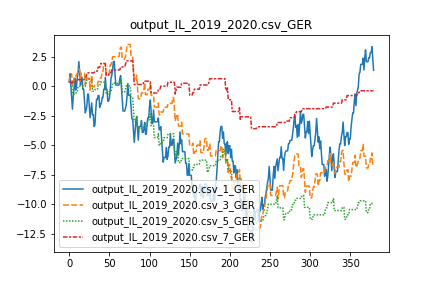 output_IL_2019_2020.csv_GER
2.5
0.0
−2.5
−5.0
−7.5
−10.0
−12.5
output_IL_2019_2020.csv_1_GER
output_IL_2019_2020.csv_3_GER
output_IL_2019_2020.csv_5_GER
output_IL_2019_2020.csv_7_GER
0 50 100 150 200 250 300 350